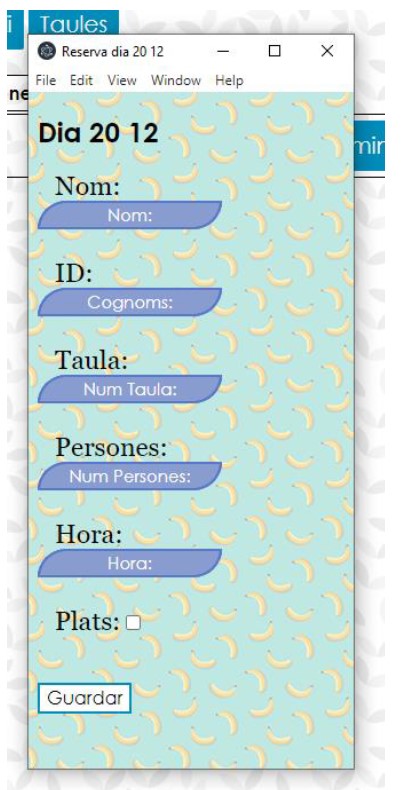 Taules
Reserva dia 20 12
File Edit View Window Help
Dia 20 12
Nom:
Nom:
ID:
Cognoms:
Taula:
Num Taula:
Persones:
Num Persones:
Hora:
Hora:
Plats:
Guardar